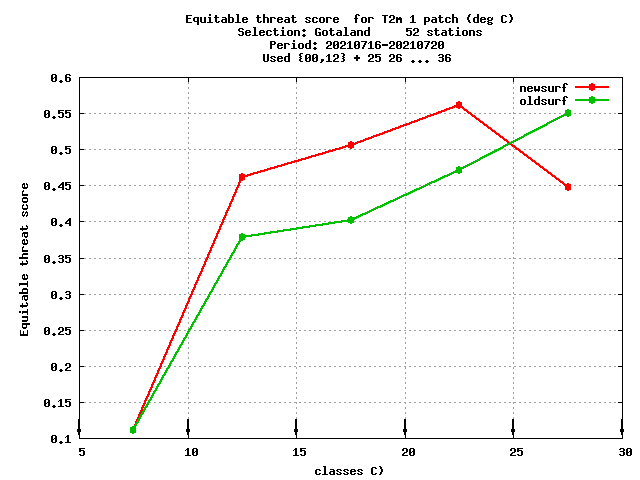 Equitable threat score  for T2m 1 patch (deg C)
Selection: Gotaland     52 stations
Period: 20210716-20210720
Used {00,12} + 25 26 ... 36
newsurf
oldsurf
Equitable threat score
0.6
0.55
0.5
0.45
0.4
0.35
0.3
0.25
0.2
0.15
0.1
5 10 15 20 25 30
classes C)